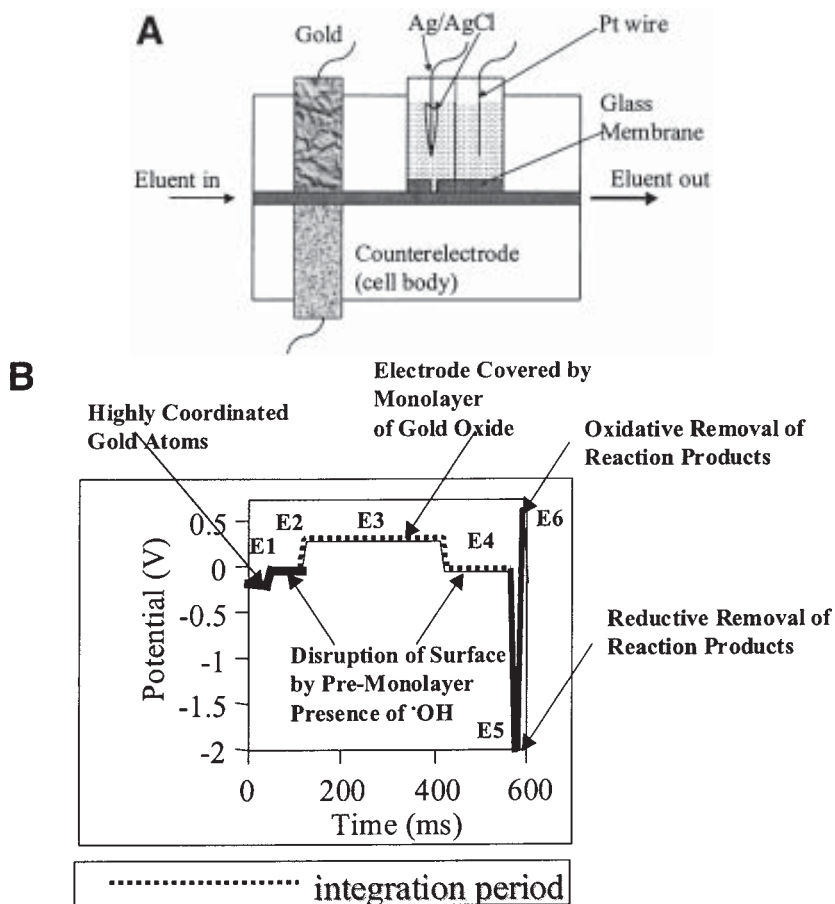 A
Gold
Ag/AgCl
Pt wire
Glass
Membrane
Eluent in
Eluent out
Counterelectrode
(cell body)
B
Electrode Covered by
Monolayer
of Gold Oxide
Highly Coordinated
Gold Atoms
Oxidative Removal of
Reaction Products
E1
E2
E3
E4
E5
E6
Potential (V)
0.5
0
-0.5
-1
-1.5
-2
Disruption of Surface
by Pre-Monolayer
Presence of ·OH
Reductive Removal of
Reaction Products
0 200 400 600
Time (ms)
integration period